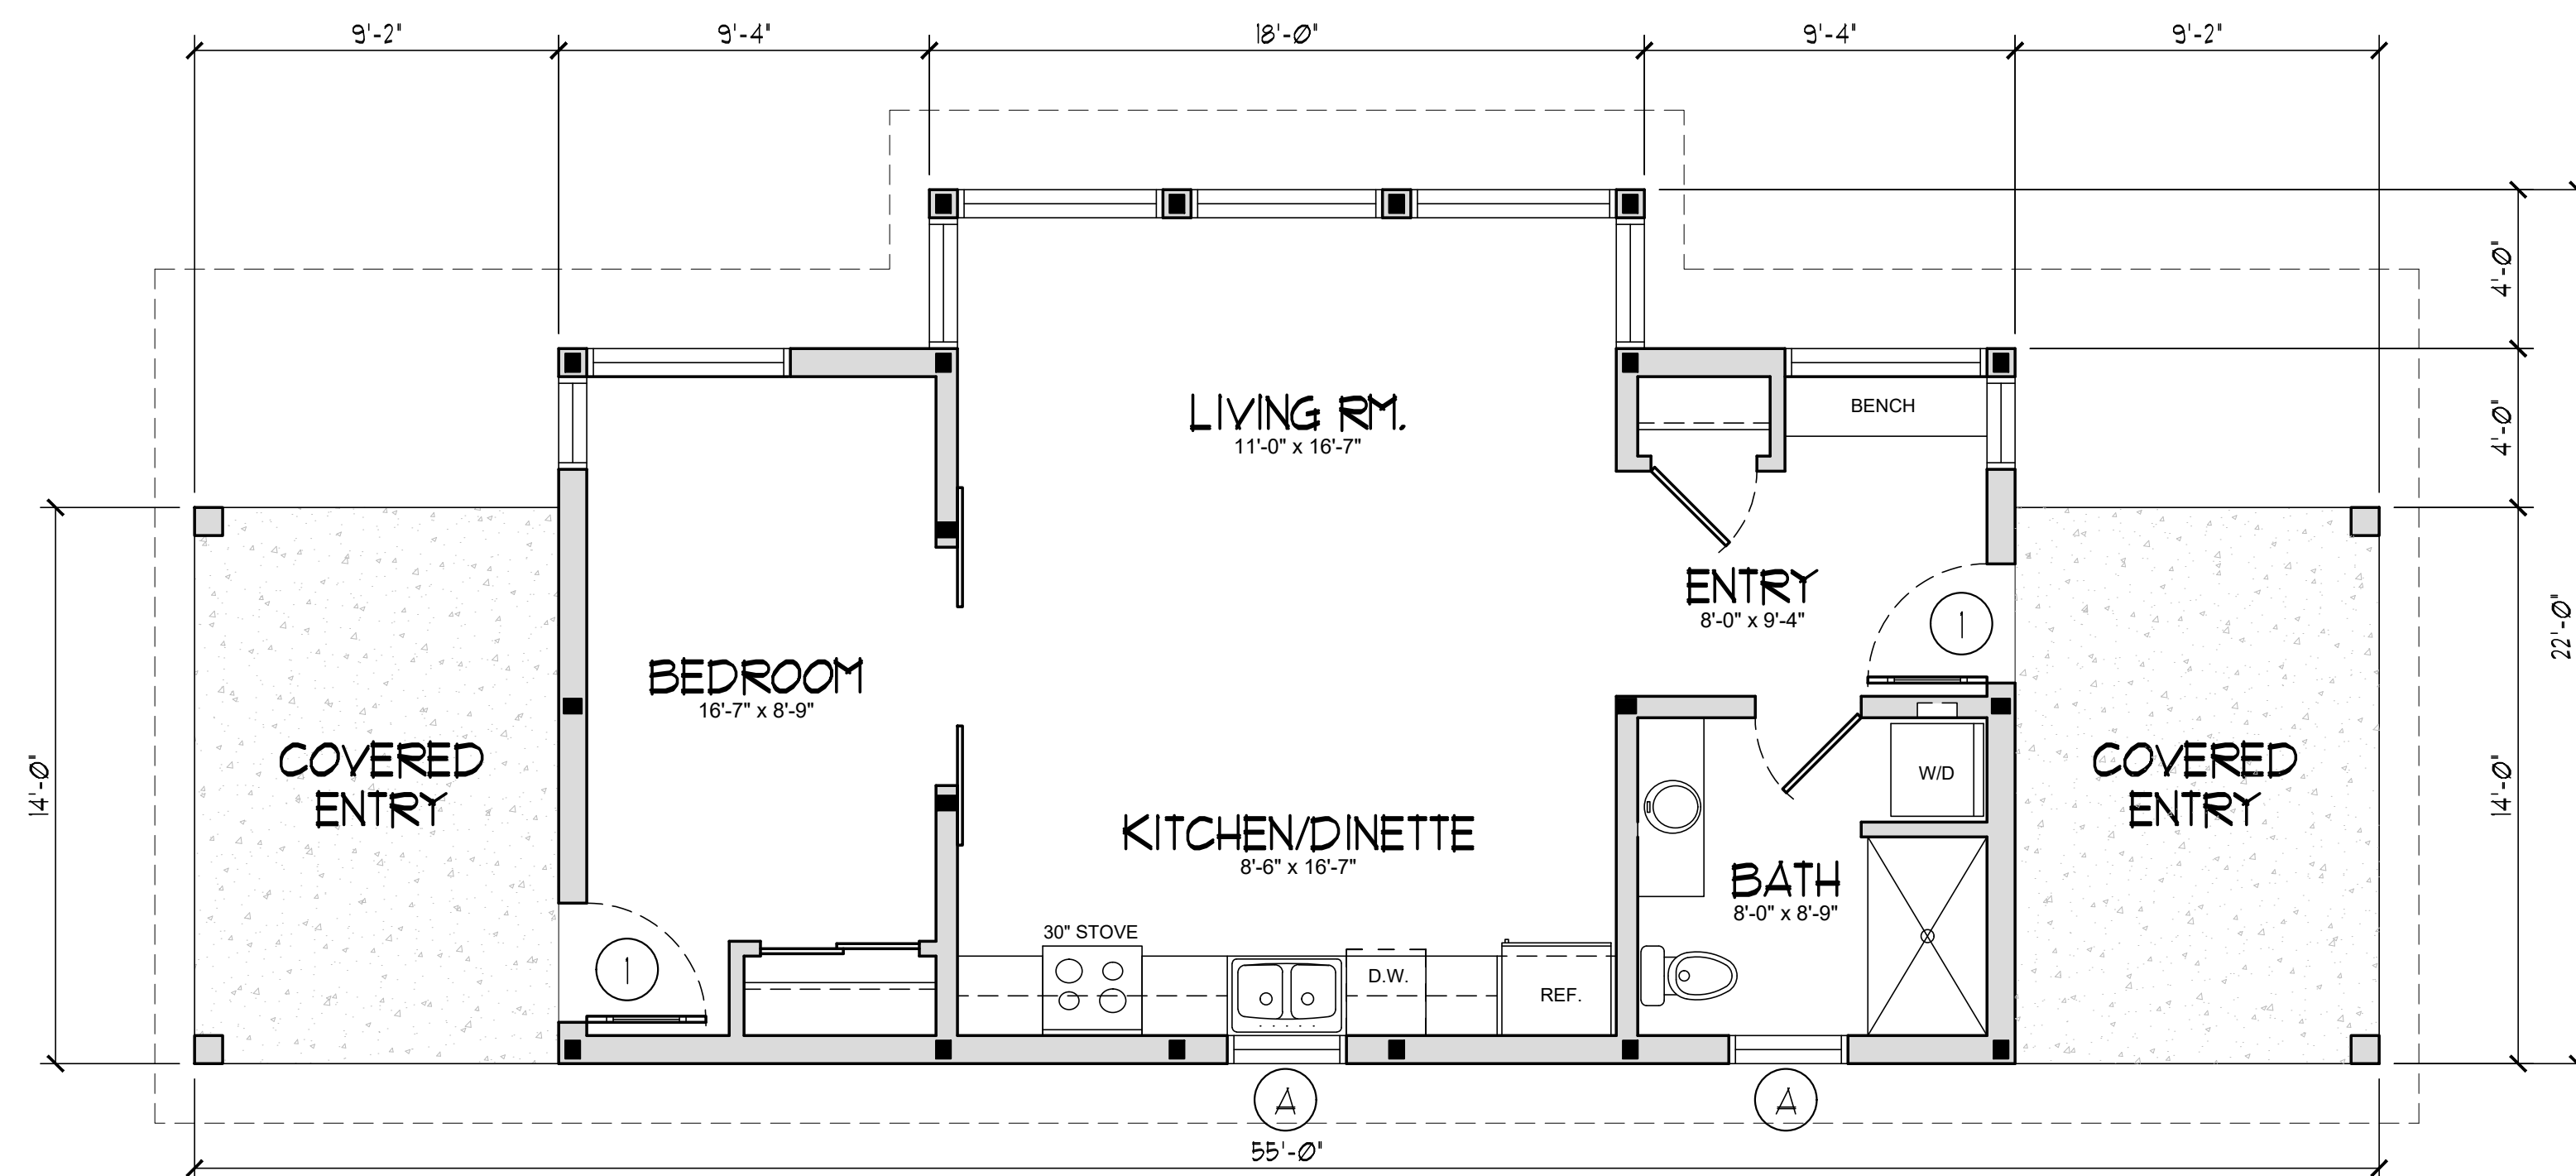 9'-2"
9'-4"
18'-0"
9'-4"
9'-2"
4'-0"
4'-0"
LIVING RM.
11'-0" x 16'-7"
BENCH
ENTRY
8'-0" x 9'-4"
1
22'-0"
BEDROOM
16'-7" x 8'-9"
COVERED
ENTRY
14'-0"
KITCHEN/DINETTE
8'-6" x 16'-7"
W/D
COVERED
ENTRY
14'-0"
BATH
8'-0" x 8'-9"
30" STOVE
1
D.W.
REF.
A
A
55'-0"